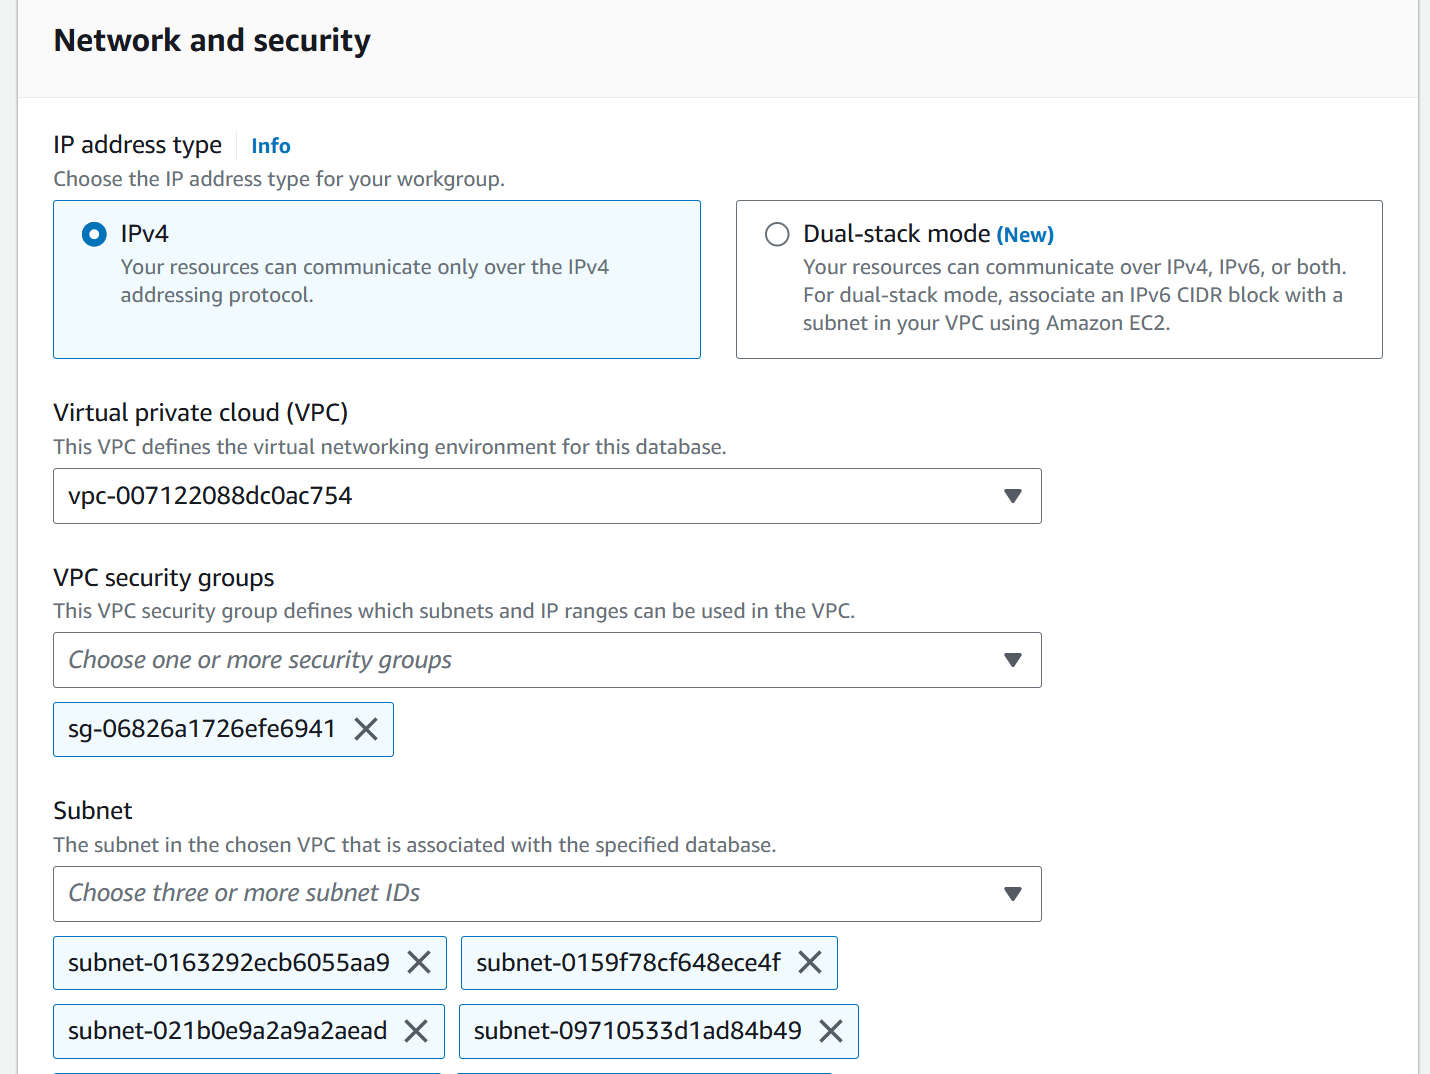 Network and security
IP address type Info
Choose the IP address type for your workgroup.
IPv4
Your resources can communicate only over the IPv4
addressing protocol.
Dual-stack mode (New)
Your resources can communicate over IPv4, IPv6, or both.
For dual-stack mode, associate an IPv6 CIDR block with a
subnet in your VPC using Amazon EC2.
Virtual private cloud (VPC)
This VPC defines the virtual networking environment for this database.
vpc-007122088dc0ac754
VPC security groups
This VPC security group defines which subnets and IP ranges can be used in the VPC.
Choose one or more security groups
sg-06826a1726efe6941
Subnet
The subnet in the chosen VPC that is associated with the specified database.
Choose three or more subnet IDs
subnet-0163292ecb6055aa9 subnet-0159f78cf648ece4f
subnet-021b0e9a2a9a2aead subnet-09710533d1ad84b49